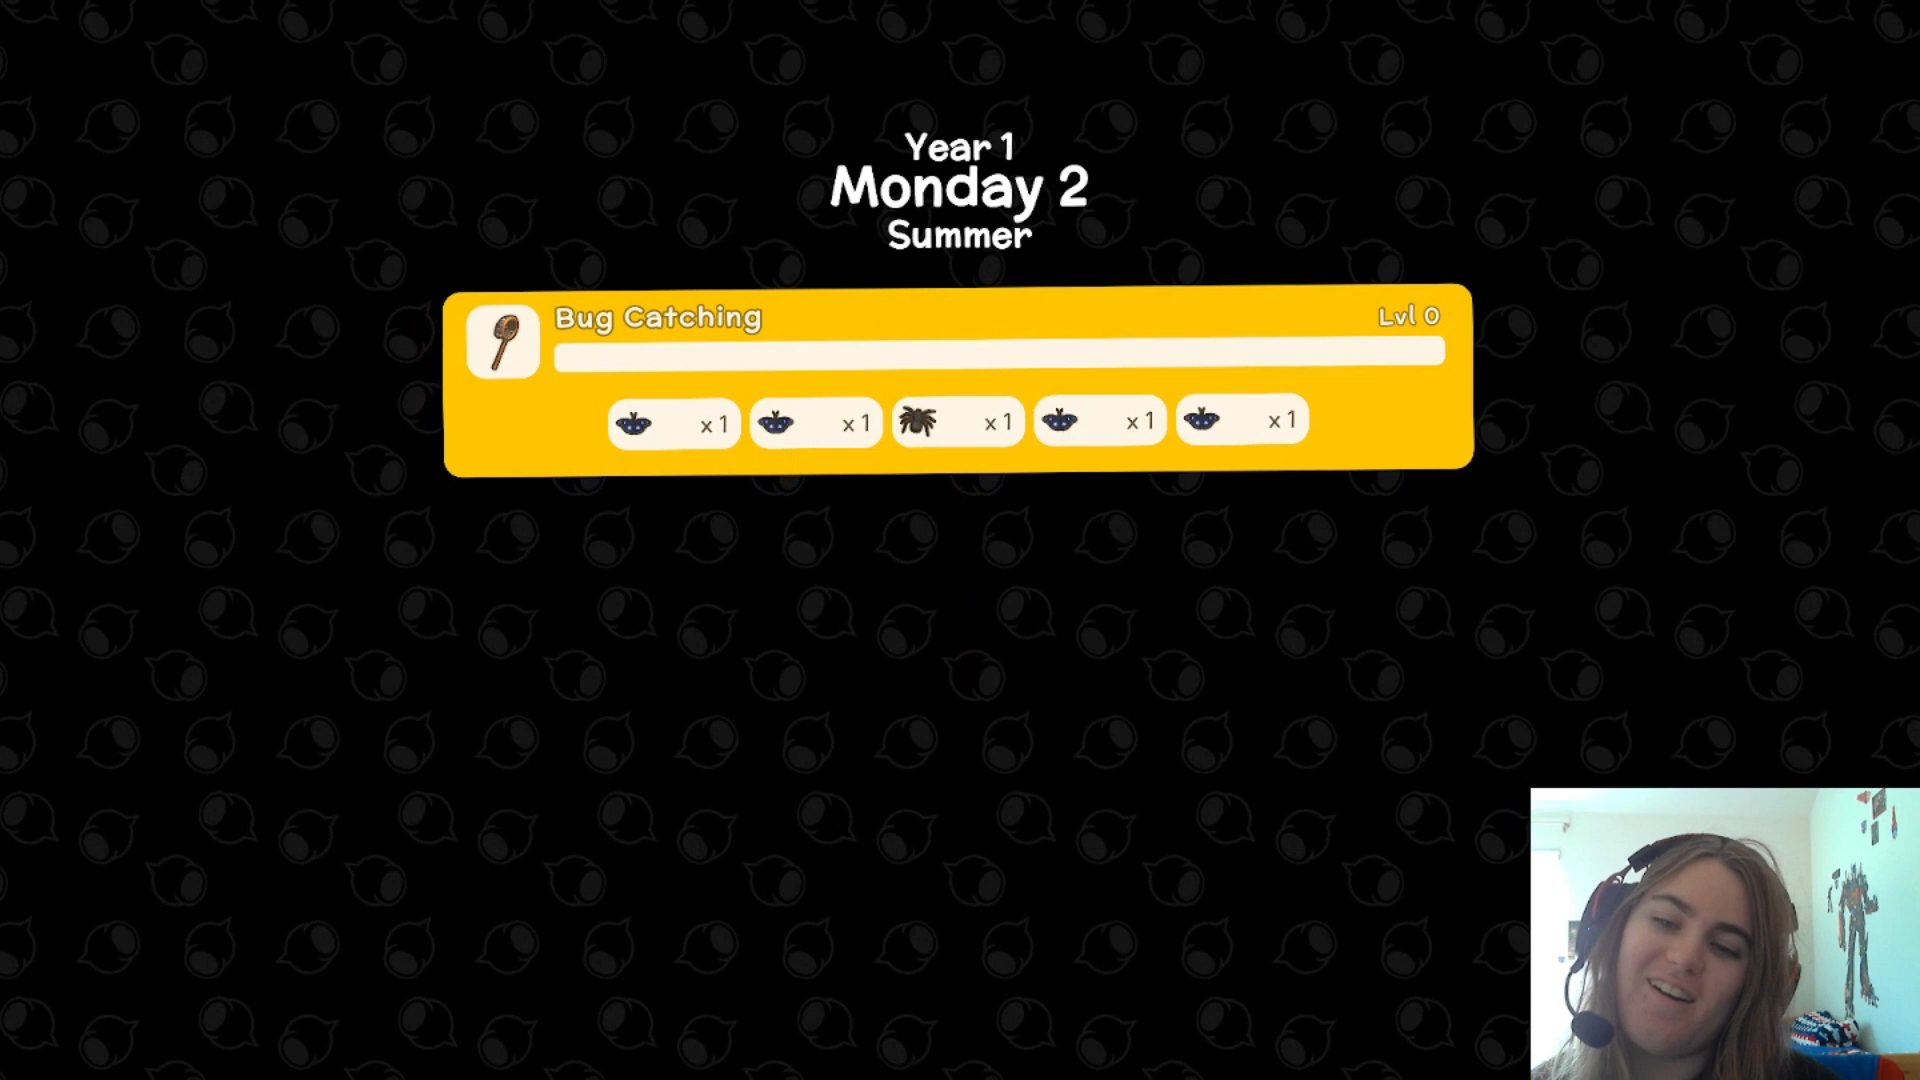 Year 1
Monday 2
Summer
Bug Catching
Lvl 0
x 1
x 1
x 1
x 1
x 1